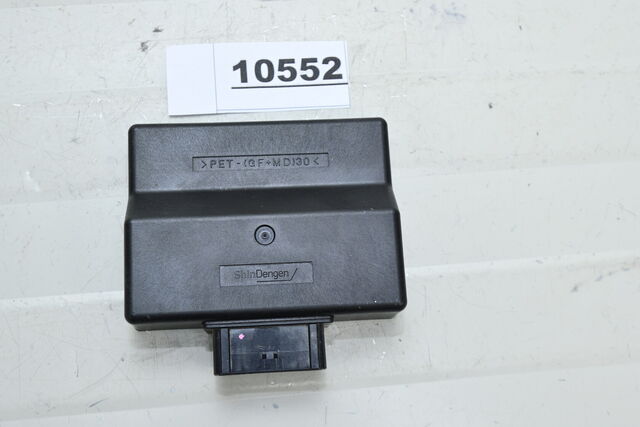 10552
>PET-(GF+MD)30<
ShinDengen